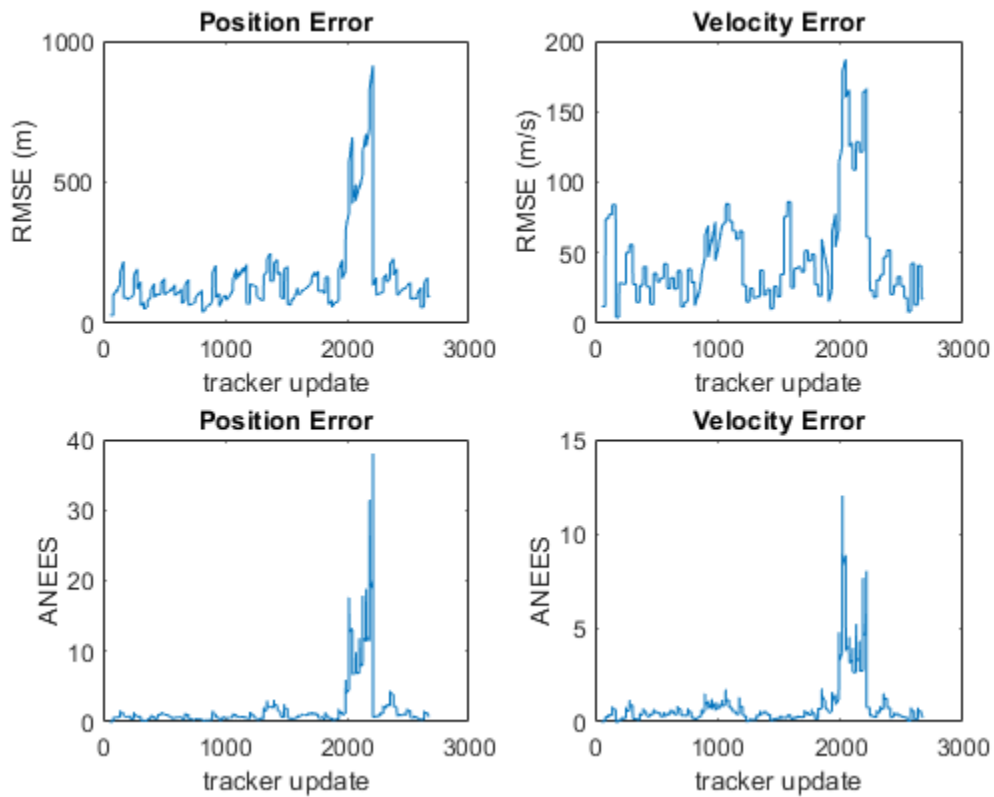 Position Error
1000
500
0
RMSE (m)
0 1000 2000 3000
tracker update
Velocity Error
200
150
100
50
0
RMSE (m/s)
0 1000 2000 3000
tracker update
Position Error
40
30
20
10
0
ANEES
0 1000 2000 3000
tracker update
Velocity Error
15
10
5
0
ANEES
0 1000 2000 3000
tracker update